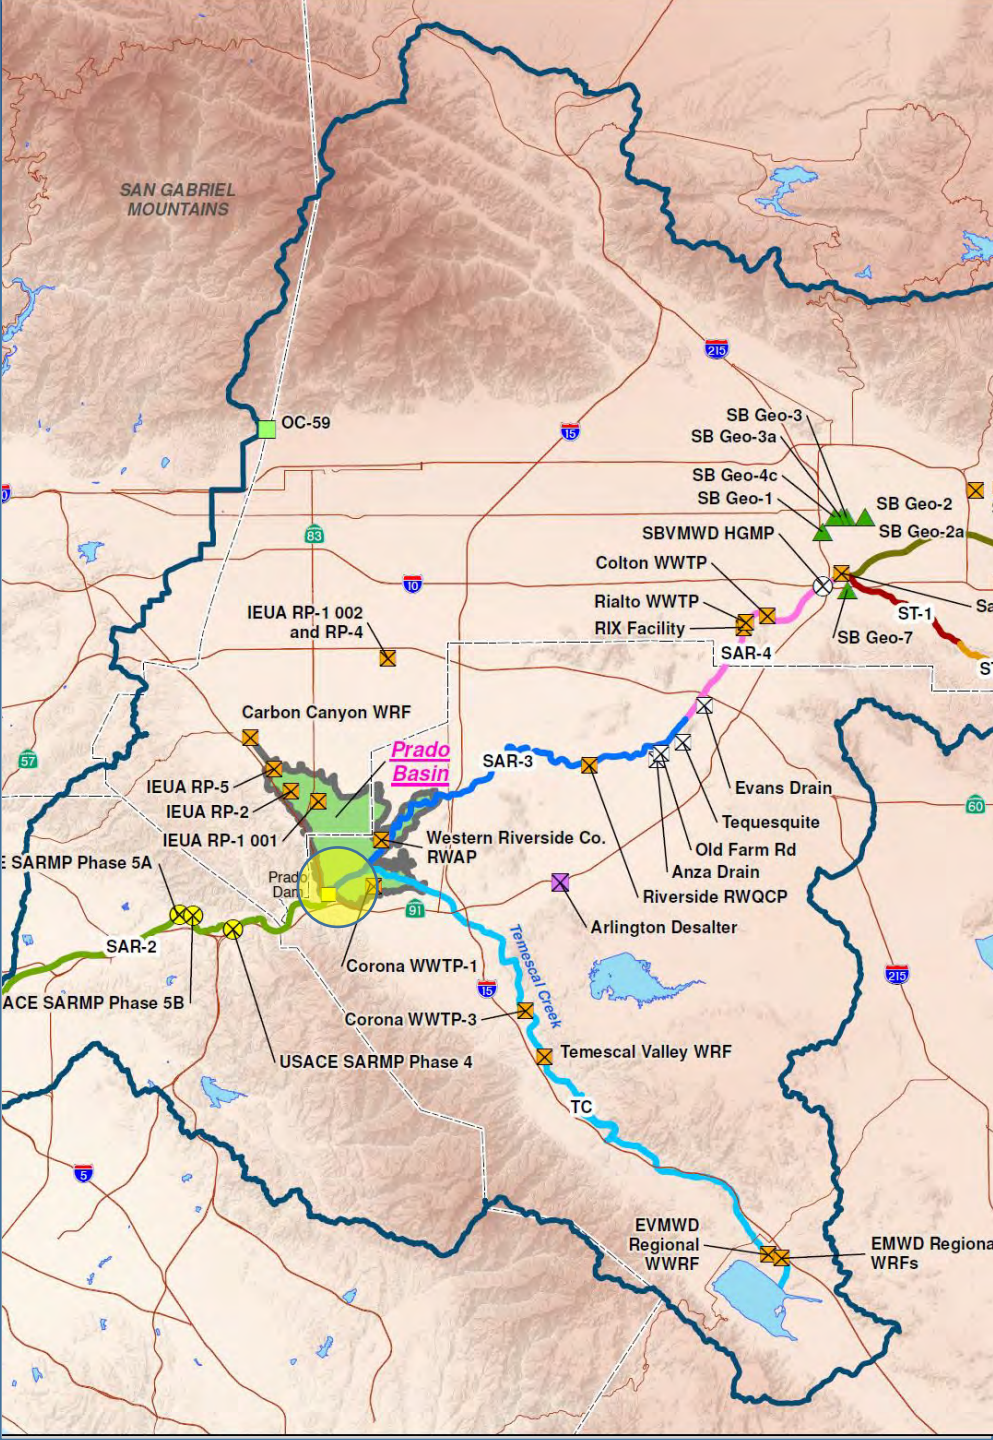 SAN GABRIEL
MOUNTAINS
215
OC-59
15
SB Geo-3
SB Geo-3a
SB Geo-4c
SB Geo-1
SB Geo-2
SB Geo-2a
83
SBVMWD HGMP
Colton WWTP
10
Rialto WWTP
RIX Facility
IEUA RP-1 002
and RP-4
ST-1
Sa
SB Geo-7
SAR-4
ST
Carbon Canyon WRF
Prado
Basin
SAR-3
57
IEUA RP-5
IEUA RP-2
IEUA RP-1 001
Evans Drain
60
Tequesquite
Western Riverside Co.
RWAP
Old Farm Rd
E SARMP Phase 5A
Anza Drain
Prado
Dam
Riverside RWQCP
91
Arlington Desalter
SAR-2
Temescal Creek
Corona WWTP-1
215
15
ACE SARMP Phase 5B
Corona WWTP-3
Temescal Valley WRF
USACE SARMP Phase 4
TC
5
EVMWD
Regional
WWRF
EMWD Regiona
WRFs